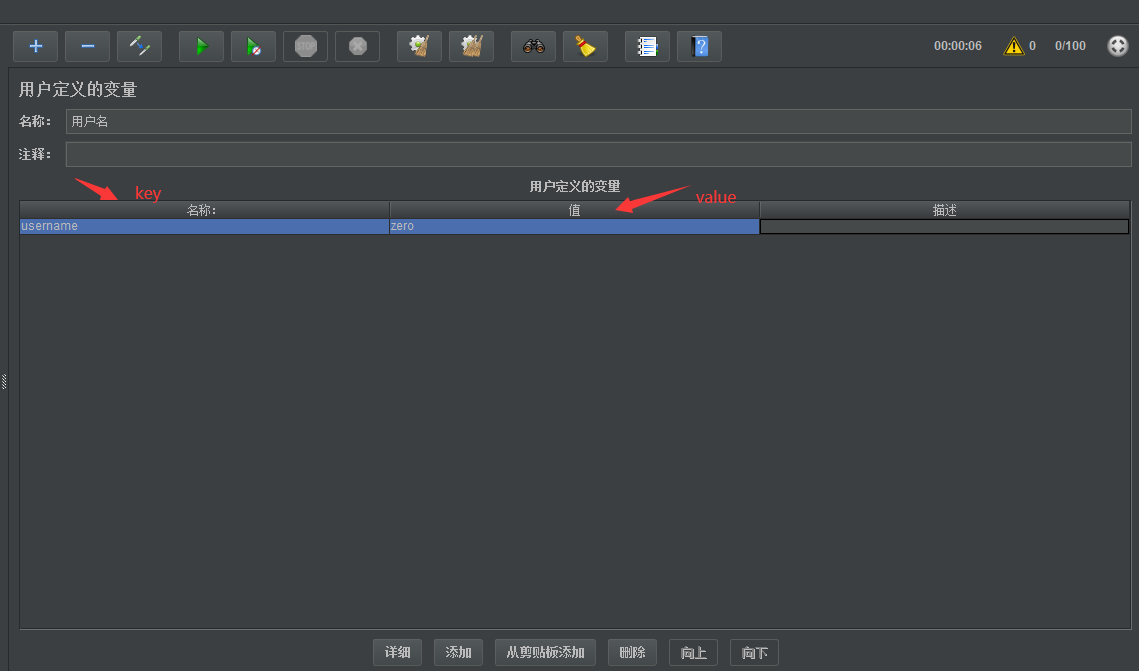 STOP
00:00:06 0 0/100
用户定义的变量
名称： 用户名
注释：
用户定义的变量
key
value
名称： 值 描述
username zero
详细 添加 从剪贴板添加 删除 向上 向下